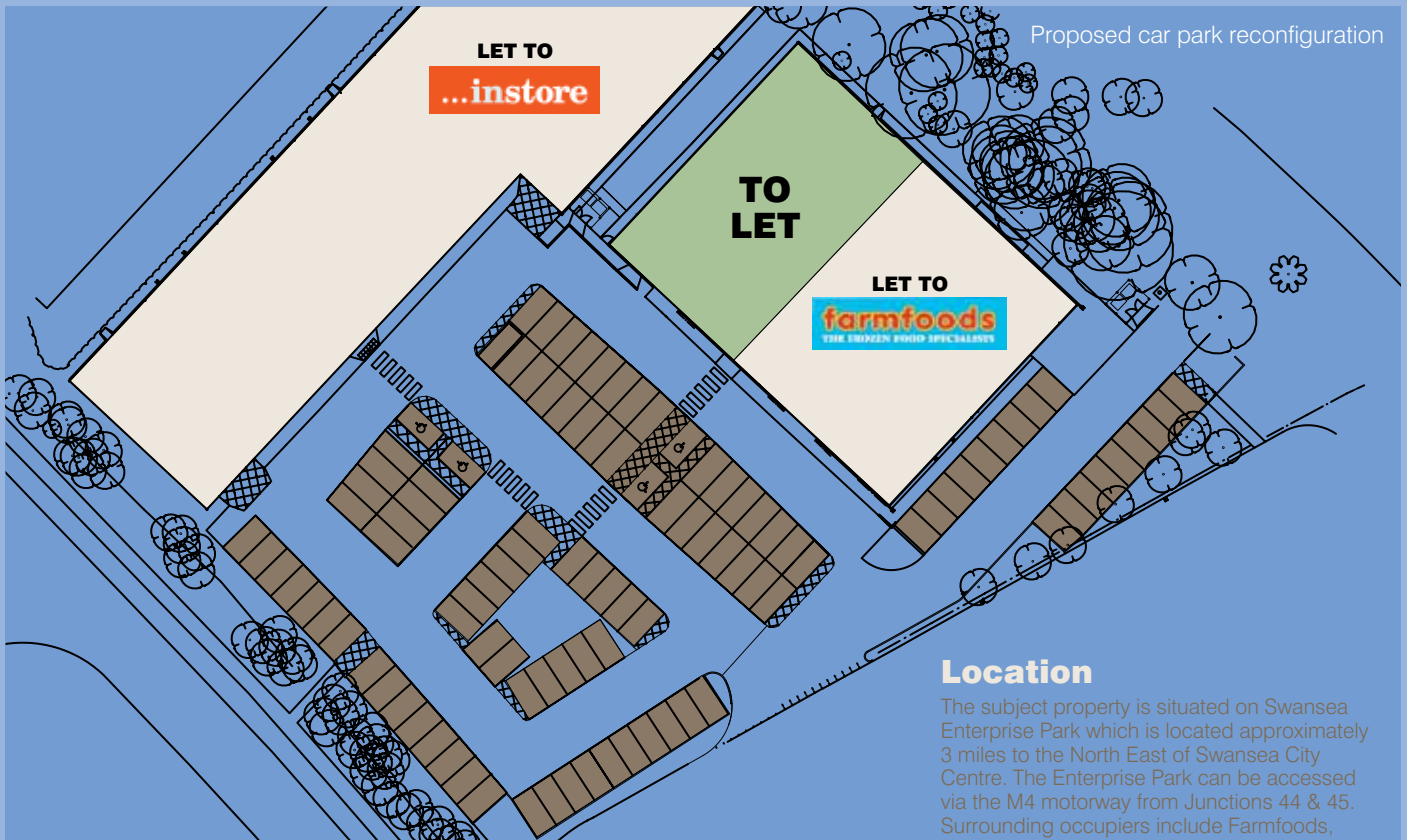 Proposed car park reconfiguration
LET TO
...instore
TO
LET
LET TO
farmfoods
THE FROZEN FOOD SPECIALISTS
Location
The subject property is situated on Swansea
Enterprise Park which is located approximately
3 miles to the North East of Swansea City
Centre. The Enterprise Park can be accessed
via the M4 motorway from Junctions 44 & 45.
Surrounding occupiers include Farmfoods,